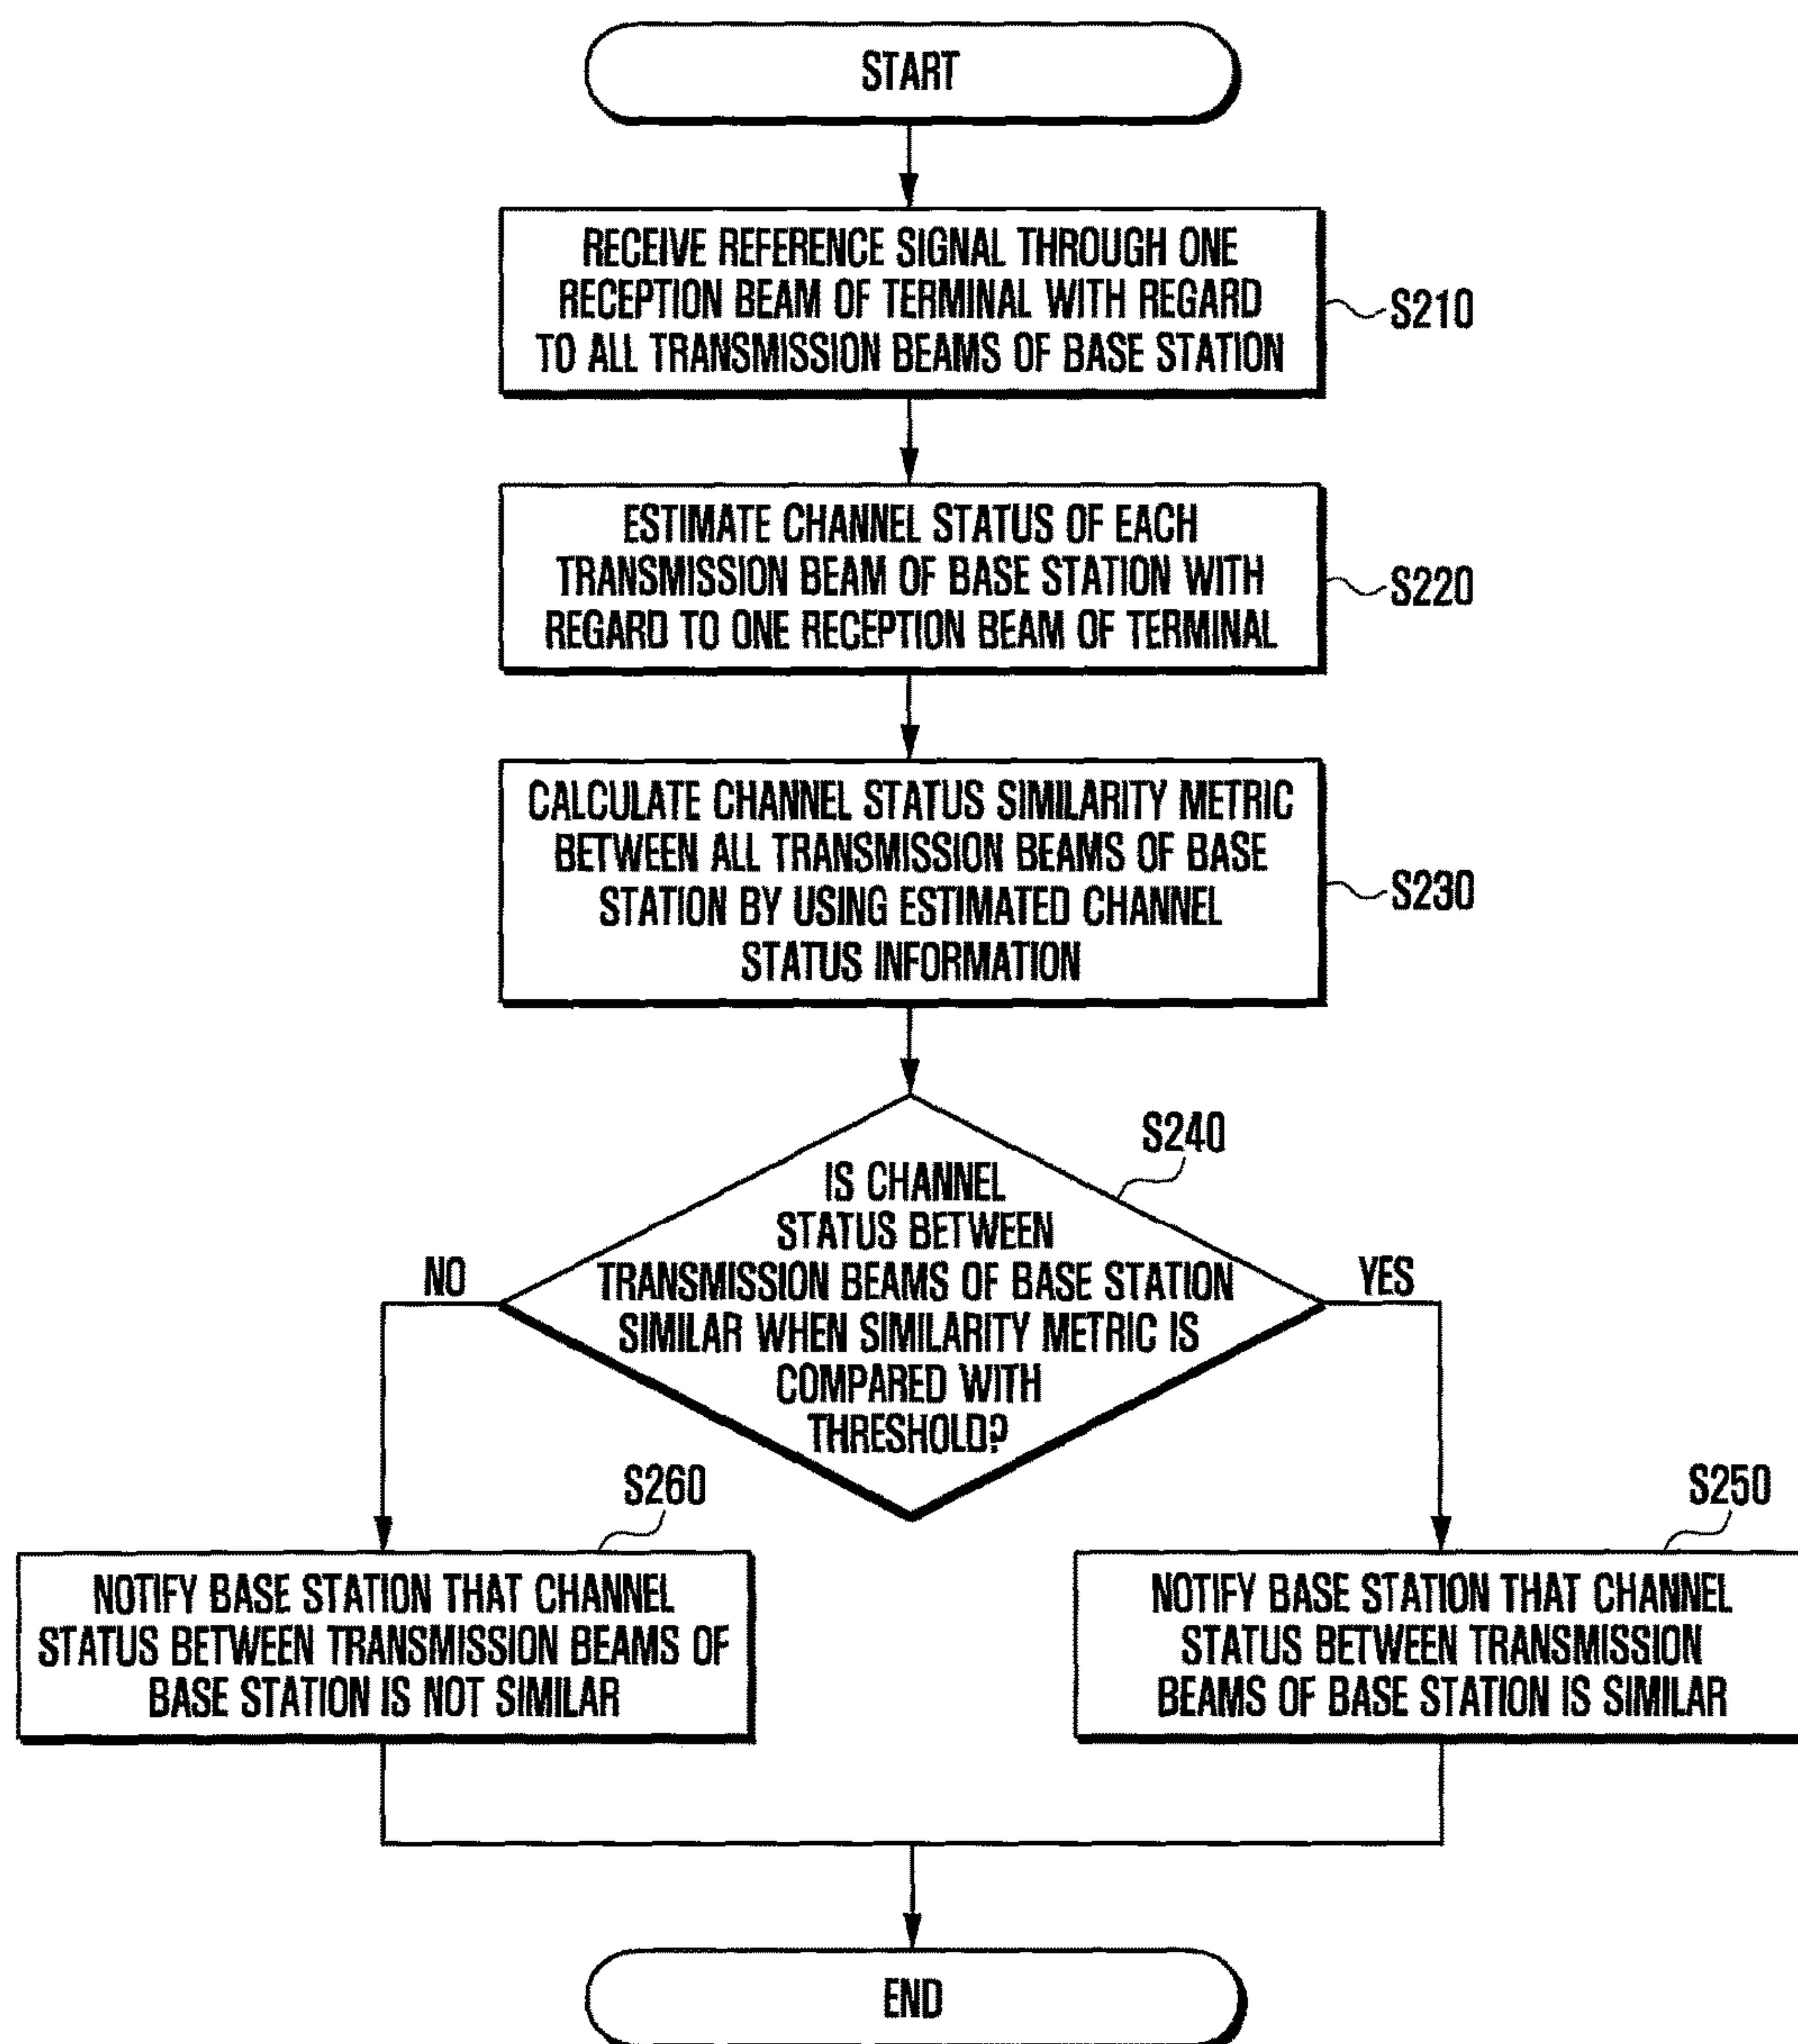 START
RECEIVE REFERENCE SIGNAL THROUGH ONE
RECEPTION BEAM OF TERMINAL WITH REGARD
TO ALL TRANSMISSION BEAMS OF BASE STATION
S210
ESTIMATE CHANNEL STATUS OF EACH
TRANSMISSION BEAM OF BASE STATION WITH
REGARD TO ONE RECEPTION BEAM OF TERMINAL
S220
CALCULATE CHANNEL STATUS SIMILARITY METRIC
BETWEEN ALL TRANSMISSION BEAMS OF BASE
STATION BY USING ESTIMATED CHANNEL
STATUS INFORMATION
S230
S240
IS CHANNEL
STATUS BETWEEN
TRANSMISSION BEAMS OF BASE STATION
SIMILAR WHEN SIMILARITY METRIC IS
COMPARED WITH
THRESHOLD?
NO
YES
S260
NOTIFY BASE STATION THAT CHANNEL
STATUS BETWEEN TRANSMISSION BEAMS OF
BASE STATION IS NOT SIMILAR
S250
NOTIFY BASE STATION THAT CHANNEL
STATUS BETWEEN TRANSMISSION
BEAMS OF BASE STATION IS SIMILAR
END